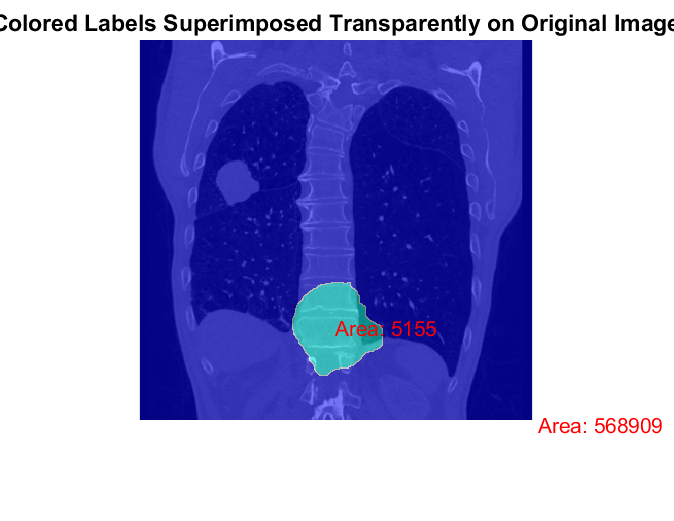 Colored Labels Superimposed Transparently on Original Image
Area: 5155
Area: 568909